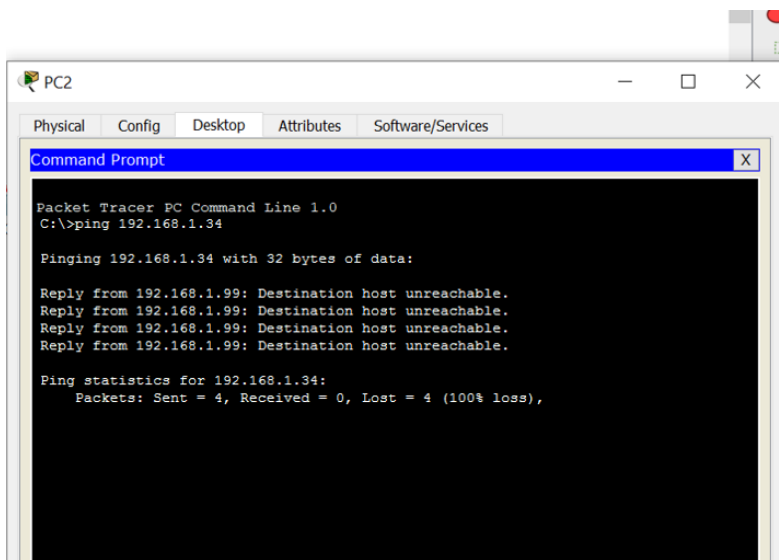 PC2
Physical Config Desktop Attributes Software/Services
Command Prompt X
Packet Tracer PC Command Line 1.0
C:\>ping 192.168.1.34
Pinging 192.168.1.34 with 32 bytes of data:
Reply from 192.168.1.99: Destination host unreachable.
Reply from 192.168.1.99: Destination host unreachable.
Reply from 192.168.1.99: Destination host unreachable.
Reply from 192.168.1.99: Destination host unreachable.
Ping statistics for 192.168.1.34:
Packets: Sent = 4, Received = 0, Lost = 4 (100% loss),